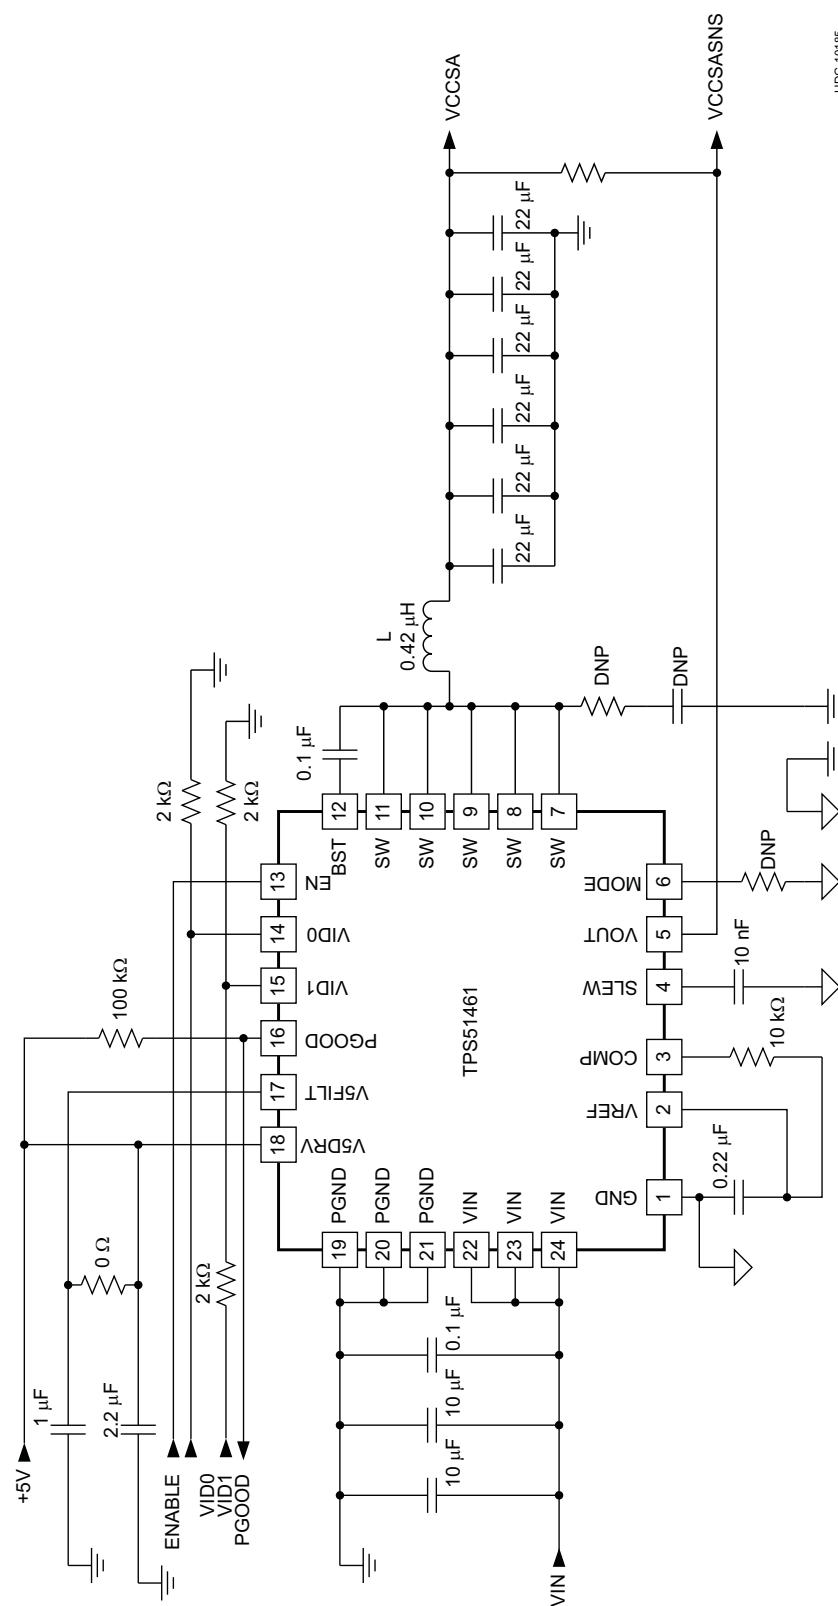 +5V
1 µF
0 Ω
2.2 µF
100 kΩ
ENABLE
2 kΩ
VID0
VID1
PGOOD
2 kΩ
2 kΩ
18
17
16
15
14
13
V5DRV
V5FILT
PGOOD
VID1
VID0
EN
19 PGND
20 PGND
21 PGND
22 VIN
23 VIN
24 VIN
BST 12
SW 11
SW 10
SW 9
SW 8
SW 7
0.1 µF
L
0.42 µH
VCCSA
TPS51461
10 µF
10 µF
0.1 µF
22 µF
22 µF
22 µF
22 µF
22 µF
22 µF
VIN
GND
VREF
COMP
SLEW
VOUT
MODE
1
2
3
4
5
6
DNP
DNP
0.22 µF
10 kΩ
10 nF
DNP
VCCSASNS